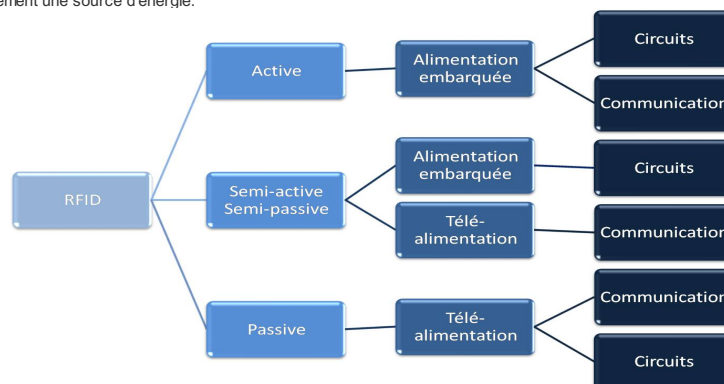 une source d'énergie.
Circuits
Active
Alimentation
embarquée
Communication
Alimentation
embarquée
Circuits
RFID
Semi-active
Semi-passive
Télé-
alimentation
Communication
Communication
Passive
Télé-
alimentation
Circuits